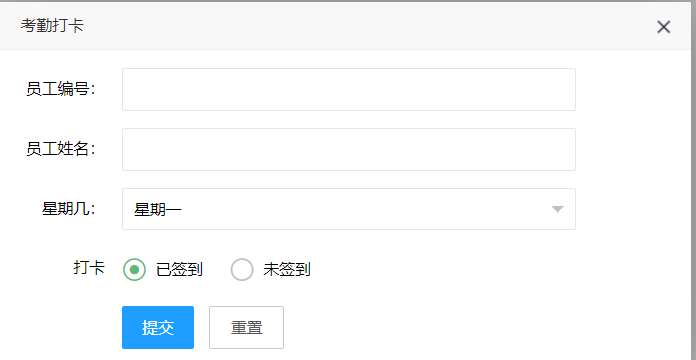 考勤打卡
员工编号：
员工姓名：
星期几： 星期一
打卡 已签到 未签到
提交 重置